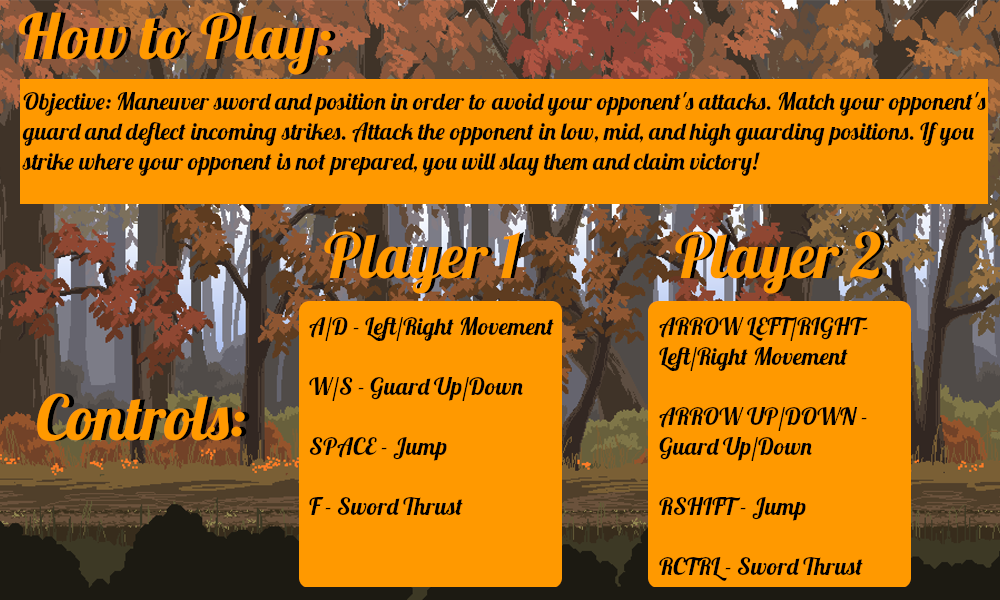 How to Play:
Objective: Maneuver sword and position in order to avoid your opponent's attacks. Match your opponent's
guard and deflect incoming strikes. Attack the opponent in low, mid, and high guarding positions. If you
strike where your opponent is not prepared, you will slay them and claim victory!
Controls:
Player 1
A/D - Left/Right Movement
W/S - Guard Up/Down
SPACE - Jump
F - Sword Thrust
Player 2
ARROW LEFT/RIGHT-
Left/Right Movement
ARROW UP/DOWN -
Guard Up/Down
RSHIFT - Jump
RCTRL - Sword Thrust